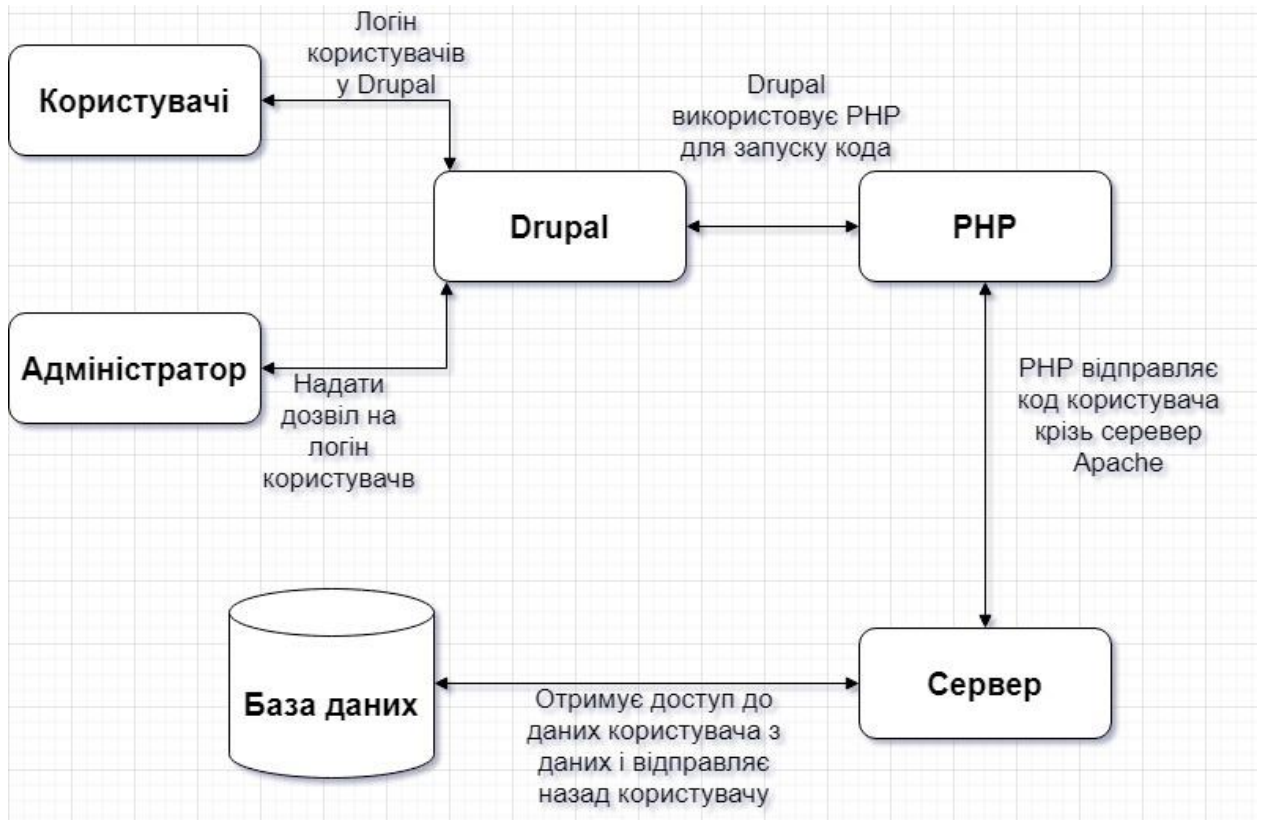 Логін
користувачів
у Drupal
Користувачі
Drupal
використовує PHP
для запуску кода
Drupal
PHP
Адміністратор
Надати
дозвіл на
логін
користувачв
PHP відправляє
код користувача
крізь серевер
Apache
База даних
Сервер
Отримує доступ до
даних користувача з
даних і відправляє
назад користувачу